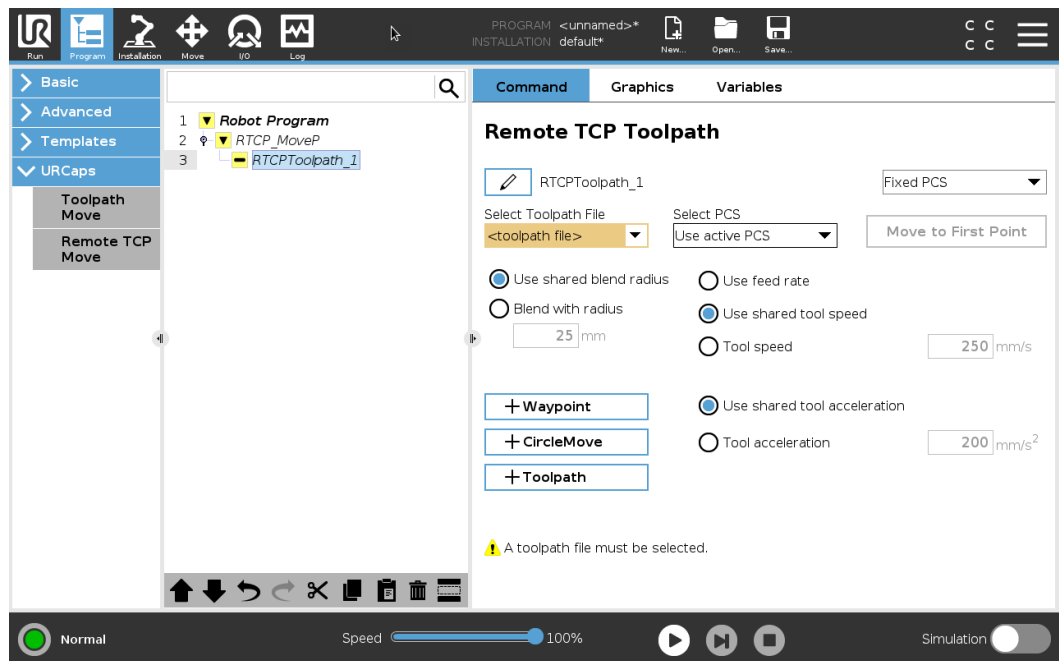 PROGRAM <unnamed>*
INSTALLATION default*
C C
C C
UR
Run
Program
Installation
Move
I/O
Log
New...
Open...
Save...
Basic
Advanced
Templates
URCaps
Toolpath
Move
Remote TCP
Move
1 Robot Program
2 RTCP_MoveP
3 RTCPToolpath_1
Command Graphics Variables
Remote TCP Toolpath
RTCPToolpath_1
Fixed PCS
Select Toolpath File
Select PCS
<toolpath file>
Use active PCS
Move to First Point
Use shared blend radius
Use feed rate
Blend with radius
Use shared tool speed
25 mm
Tool speed
250 mm/s
+ Waypoint
Use shared tool acceleration
+ CircleMove
Tool acceleration
200 mm/s²
+ Toolpath
A toolpath file must be selected.
Normal
Speed
100%
Simulation